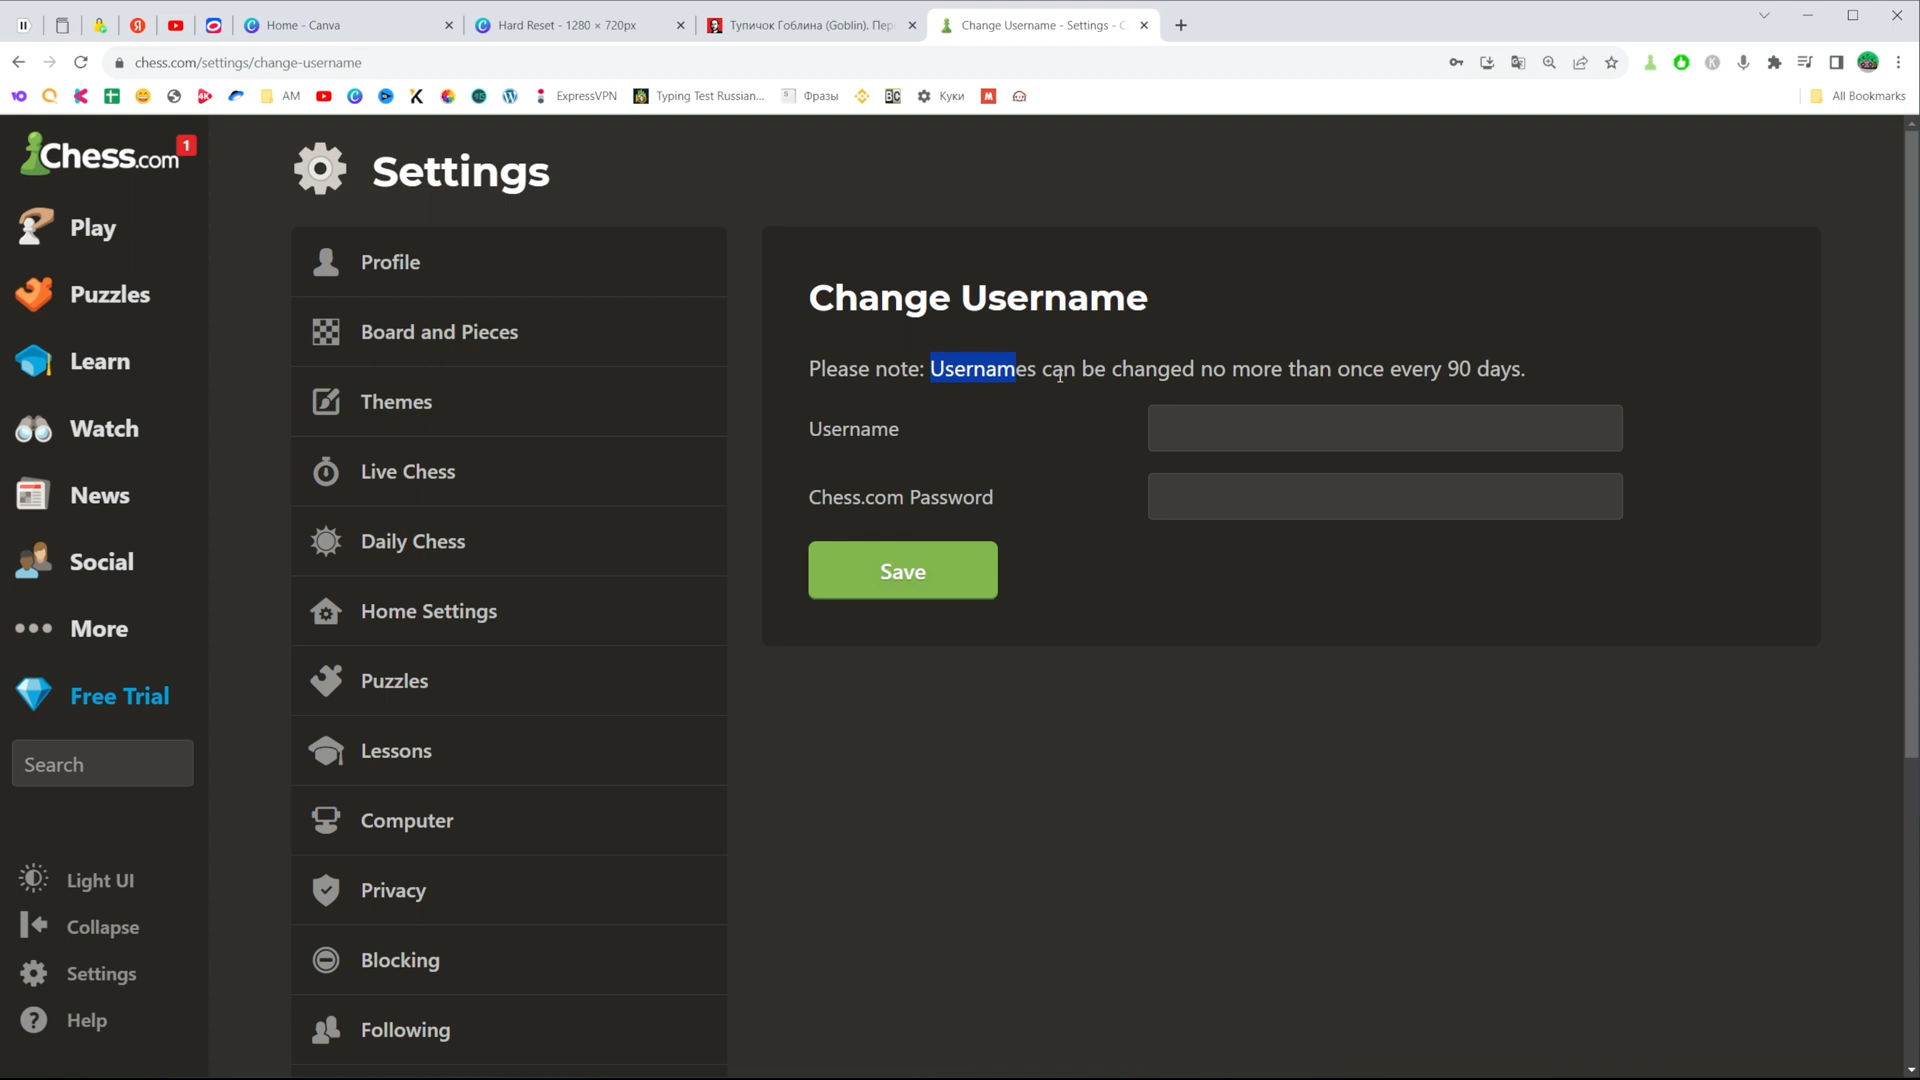 Home - Canva
Hard Reset - 1280 × 720px
Тупичок Гоблина (Goblin). Пер
Change Username - Settings - C
chess.com/settings/change-username
AM
ExpressVPN
Typing Test Russian...
Фразы
Куки
All Bookmarks
Chess.com
1
Play
Puzzles
Learn
Watch
News
Social
More
Free Trial
Search
Light UI
Collapse
Settings
Help
Settings
Profile
Board and Pieces
Themes
Live Chess
Daily Chess
Home Settings
Puzzles
Lessons
Computer
Privacy
Blocking
Following
Change Username
Please note: Usernames can be changed no more than once every 90 days.
Username
Chess.com Password
Save